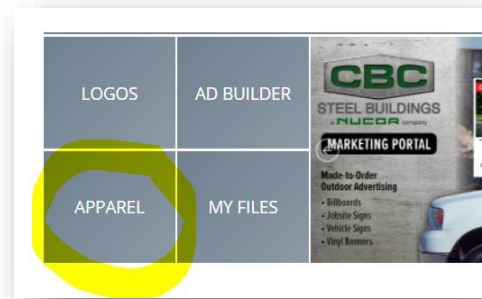 LOGOS
AD BUILDER
APPAREL
MY FILES
CBC
STEEL BUILDINGS
A NUCOR company
MARKETING PORTAL
Made-to-Order
Outdoor Advertising
• Billboards
• Jobsite Signs
• Vehicle Signs
• Vinyl Banners